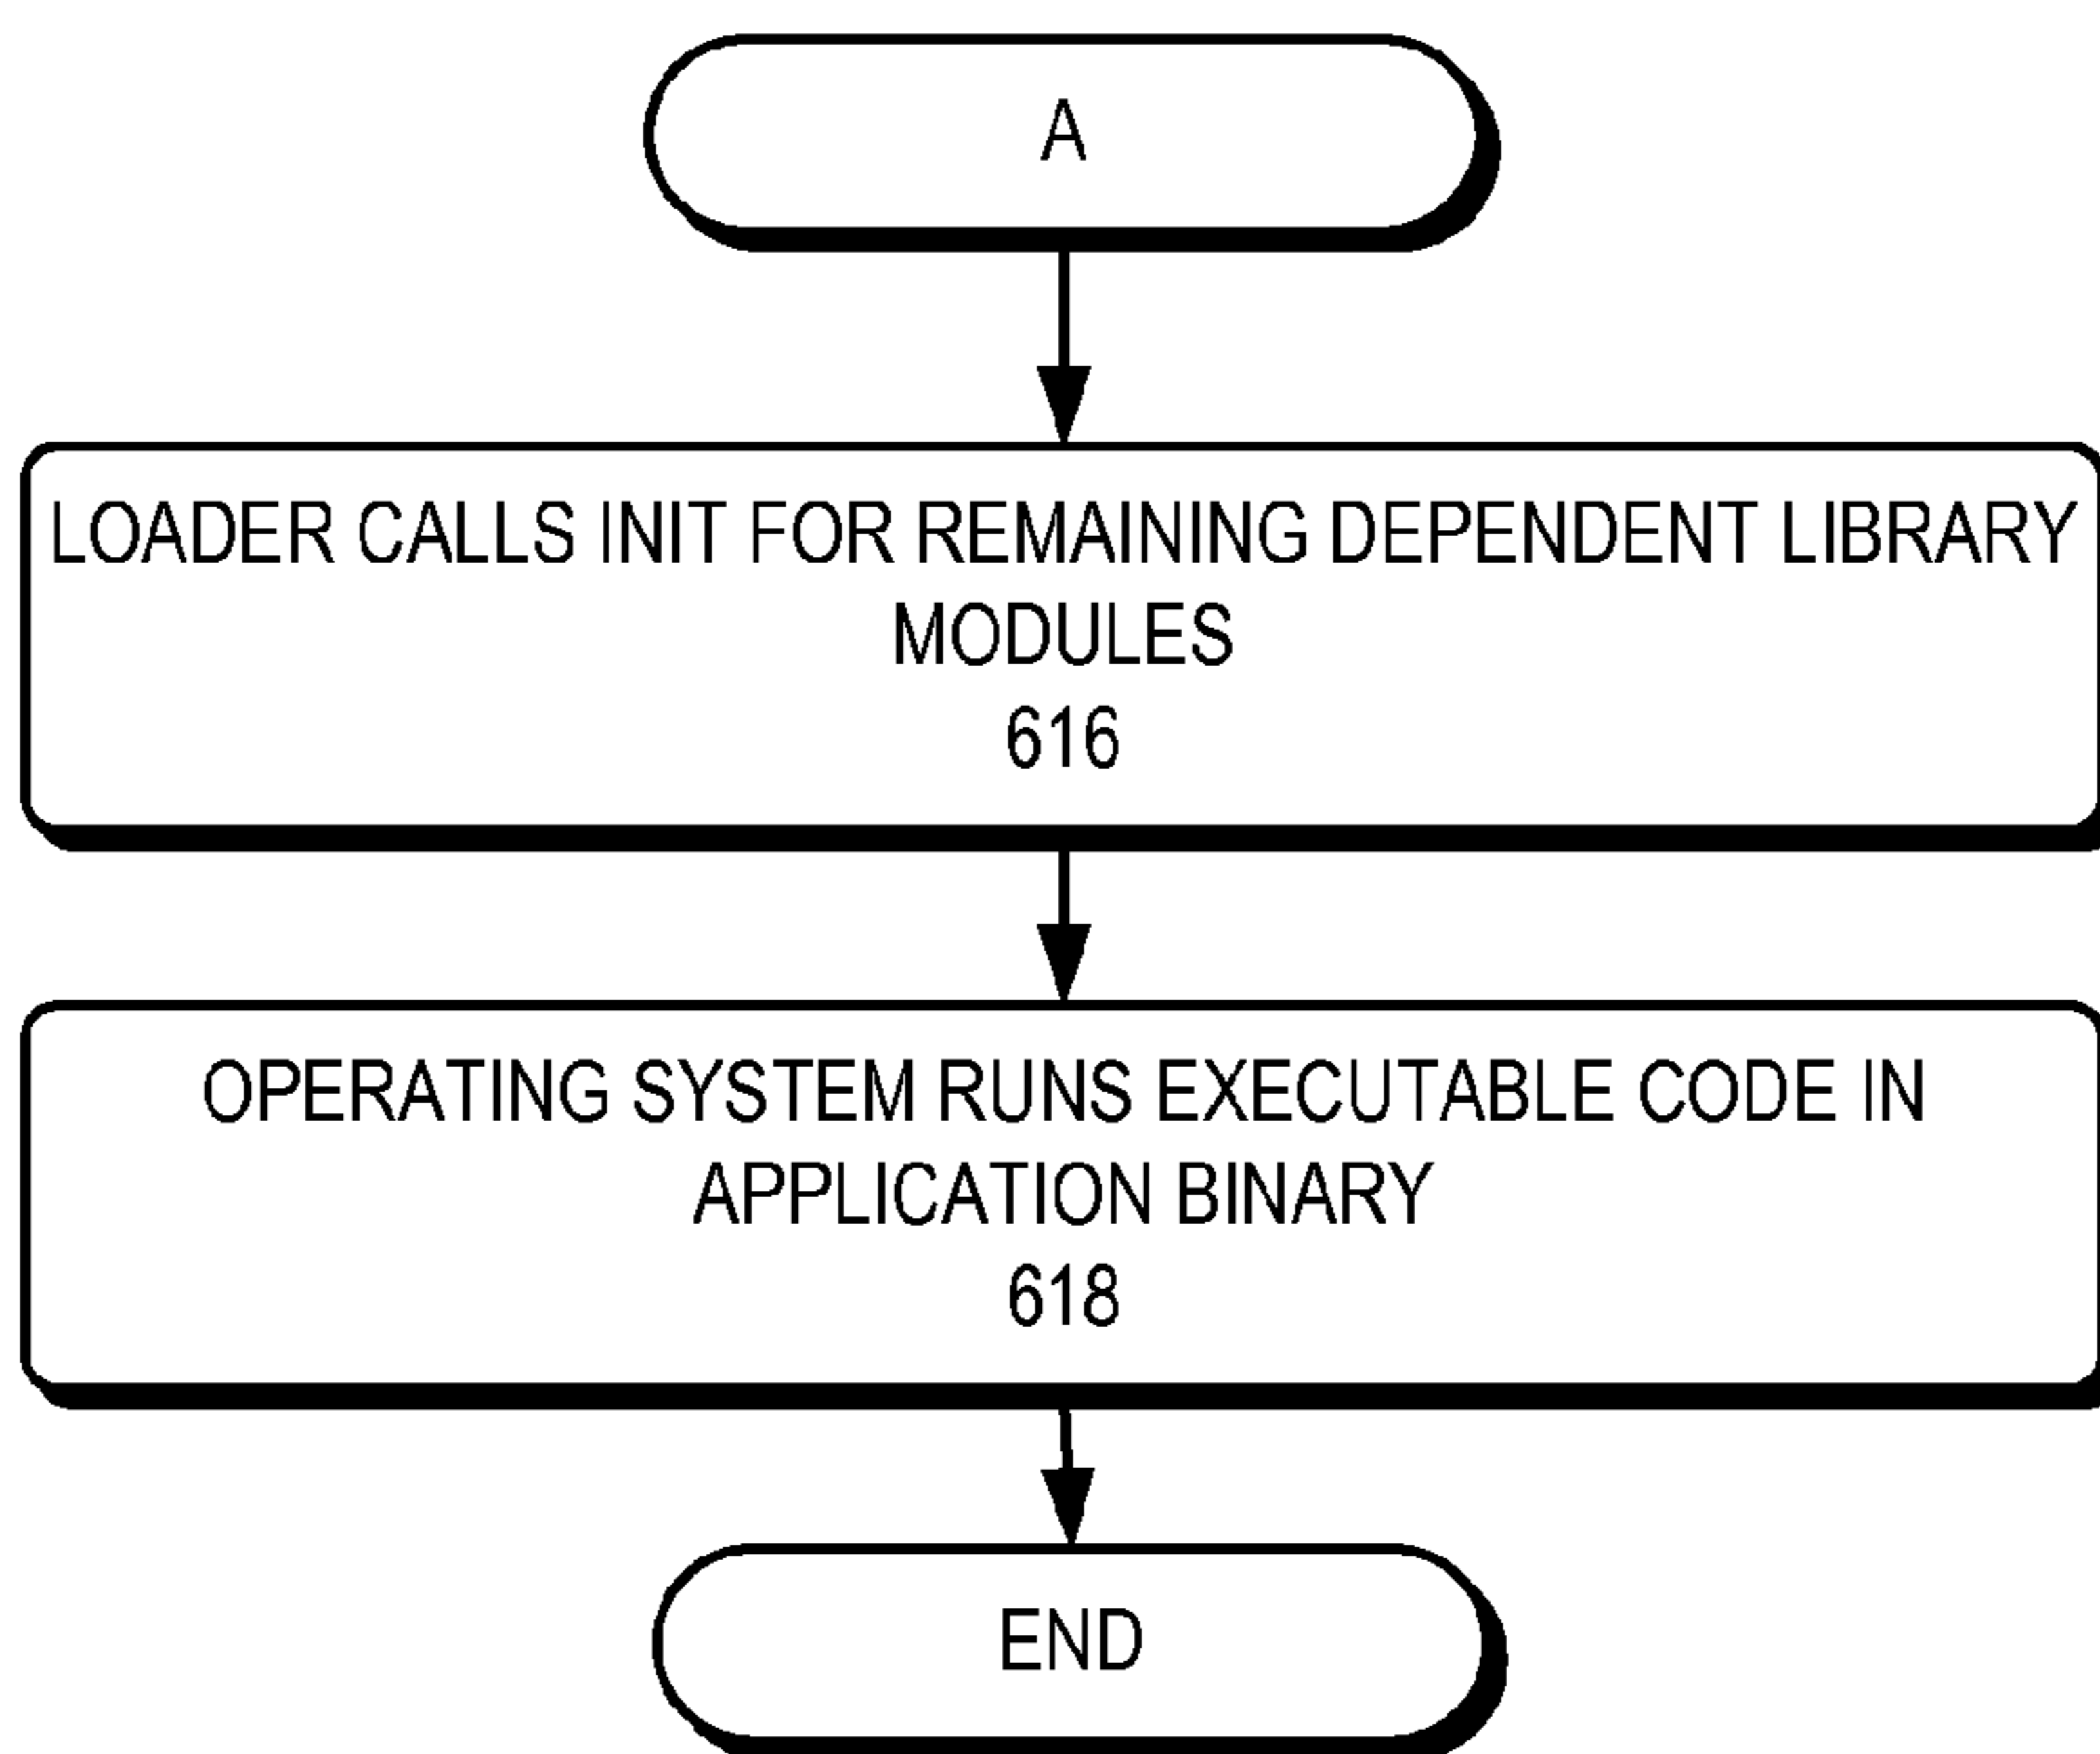 A
LOADER CALLS INIT FOR REMAINING DEPENDENT LIBRARY
MODULES
616
OPERATING SYSTEM RUNS EXECUTABLE CODE IN
APPLICATION BINARY
618
END